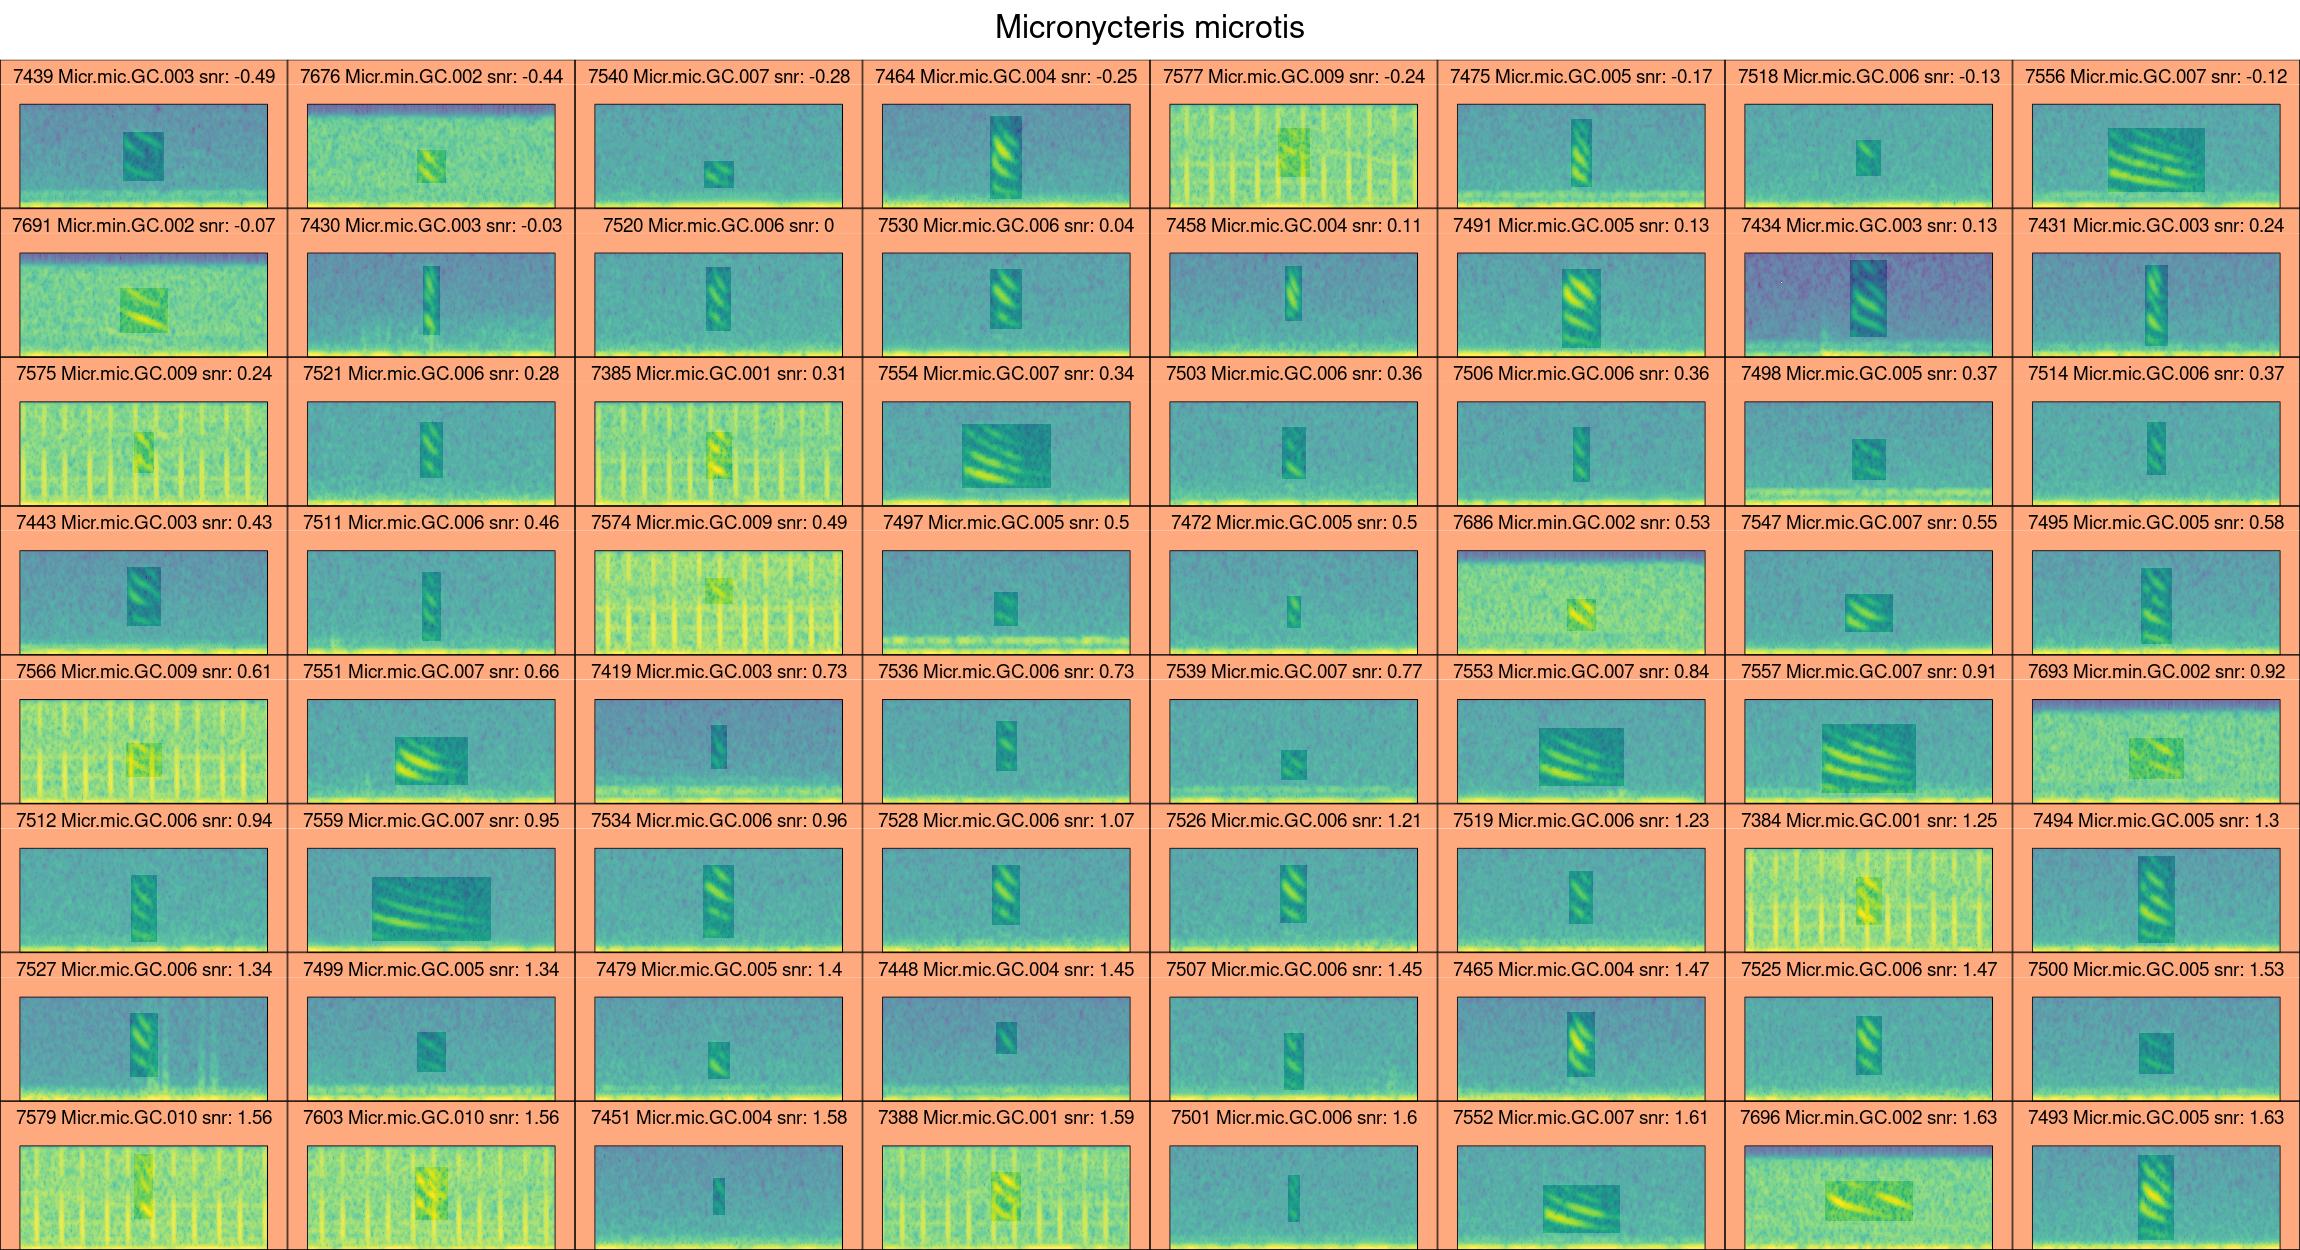 Micronycteris microtis
7439 Micr.mic.GC.003 snr: -0.49 7676 Micr.min.GC.002 snr: -0.44 7540 Micr.mic.GC.007 snr: -0.28 7464 Micr.mic.GC.004 snr: -0.25 7577 Micr.mic.GC.009 snr: -0.24 7475 Micr.mic.GC.005 snr: -0.17 7518 Micr.mic.GC.006 snr: -0.13 7556 Micr.mic.GC.007 snr: -0.12
7691 Micr.min.GC.002 snr: -0.07 7430 Micr.mic.GC.003 snr: -0.03 7520 Micr.mic.GC.006 snr: 0 7530 Micr.mic.GC.006 snr: 0.04 7458 Micr.mic.GC.004 snr: 0.11 7491 Micr.mic.GC.005 snr: 0.13 7434 Micr.mic.GC.003 snr: 0.13 7431 Micr.mic.GC.003 snr: 0.24
7575 Micr.mic.GC.009 snr: 0.24 7521 Micr.mic.GC.006 snr: 0.28 7385 Micr.mic.GC.001 snr: 0.31 7554 Micr.mic.GC.007 snr: 0.34 7503 Micr.mic.GC.006 snr: 0.36 7506 Micr.mic.GC.006 snr: 0.36 7498 Micr.mic.GC.005 snr: 0.37 7514 Micr.mic.GC.006 snr: 0.37
7443 Micr.mic.GC.003 snr: 0.43 7511 Micr.mic.GC.006 snr: 0.46 7574 Micr.mic.GC.009 snr: 0.49 7497 Micr.mic.GC.005 snr: 0.5 7472 Micr.mic.GC.005 snr: 0.5 7686 Micr.min.GC.002 snr: 0.53 7547 Micr.mic.GC.007 snr: 0.55 7495 Micr.mic.GC.005 snr: 0.58
7566 Micr.mic.GC.009 snr: 0.61 7551 Micr.mic.GC.007 snr: 0.66 7419 Micr.mic.GC.003 snr: 0.73 7536 Micr.mic.GC.006 snr: 0.73 7539 Micr.mic.GC.007 snr: 0.77 7553 Micr.mic.GC.007 snr: 0.84 7557 Micr.mic.GC.007 snr: 0.91 7693 Micr.min.GC.002 snr: 0.92
7512 Micr.mic.GC.006 snr: 0.94 7559 Micr.mic.GC.007 snr: 0.95 7534 Micr.mic.GC.006 snr: 0.96 7528 Micr.mic.GC.006 snr: 1.07 7526 Micr.mic.GC.006 snr: 1.21 7519 Micr.mic.GC.006 snr: 1.23 7384 Micr.mic.GC.001 snr: 1.25 7494 Micr.mic.GC.005 snr: 1.3
7527 Micr.mic.GC.006 snr: 1.34 7499 Micr.mic.GC.005 snr: 1.34 7479 Micr.mic.GC.005 snr: 1.4 7448 Micr.mic.GC.004 snr: 1.45 7507 Micr.mic.GC.006 snr: 1.45 7465 Micr.mic.GC.004 snr: 1.47 7525 Micr.mic.GC.006 snr: 1.47 7500 Micr.mic.GC.005 snr: 1.53
7579 Micr.mic.GC.010 snr: 1.56 7603 Micr.mic.GC.010 snr: 1.56 7451 Micr.mic.GC.004 snr: 1.58 7388 Micr.mic.GC.001 snr: 1.59 7501 Micr.mic.GC.006 snr: 1.6 7552 Micr.mic.GC.007 snr: 1.61 7696 Micr.min.GC.002 snr: 1.63 7493 Micr.mic.GC.005 snr: 1.63